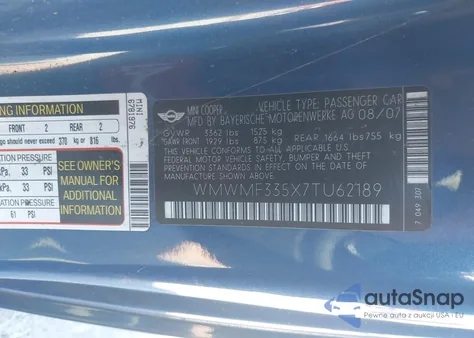 ING INFORMATION
FRONT 2 REAR 2
ould never exceed 370 kg or 816 lbs.
kPa, 33 PSI
kPa, 33 PSI
ION PRESSURE
61 PSI
SEE OWNER'S
MANUAL FOR
ADDITIONAL
INFORMATION
MINI
6781976
MINI COOPER VEHICLE TYPE: PASSENGER CAR
MFD BY BAYERISCHE MOTORENWERKE AG 08/07
GVWR 3362 lbs 1525 kg
GAWR FRONT 1929 lbs 875 kg REAR 1664 lbs 755 kg
THIS VEHICLE CONFORMS TO ALL APPLICABLE
FEDERAL MOTOR VEHICLE SAFETY, BUMPER,
AND THEFT PREVENTION STANDARDS
IN EFFECT ON THE DATE OF
MANUFACTURE SHOWN ABOVE.
WMWMF335X7TU62189
7 049 307
autoSnap
Pewne auta z aukcji USA i EU